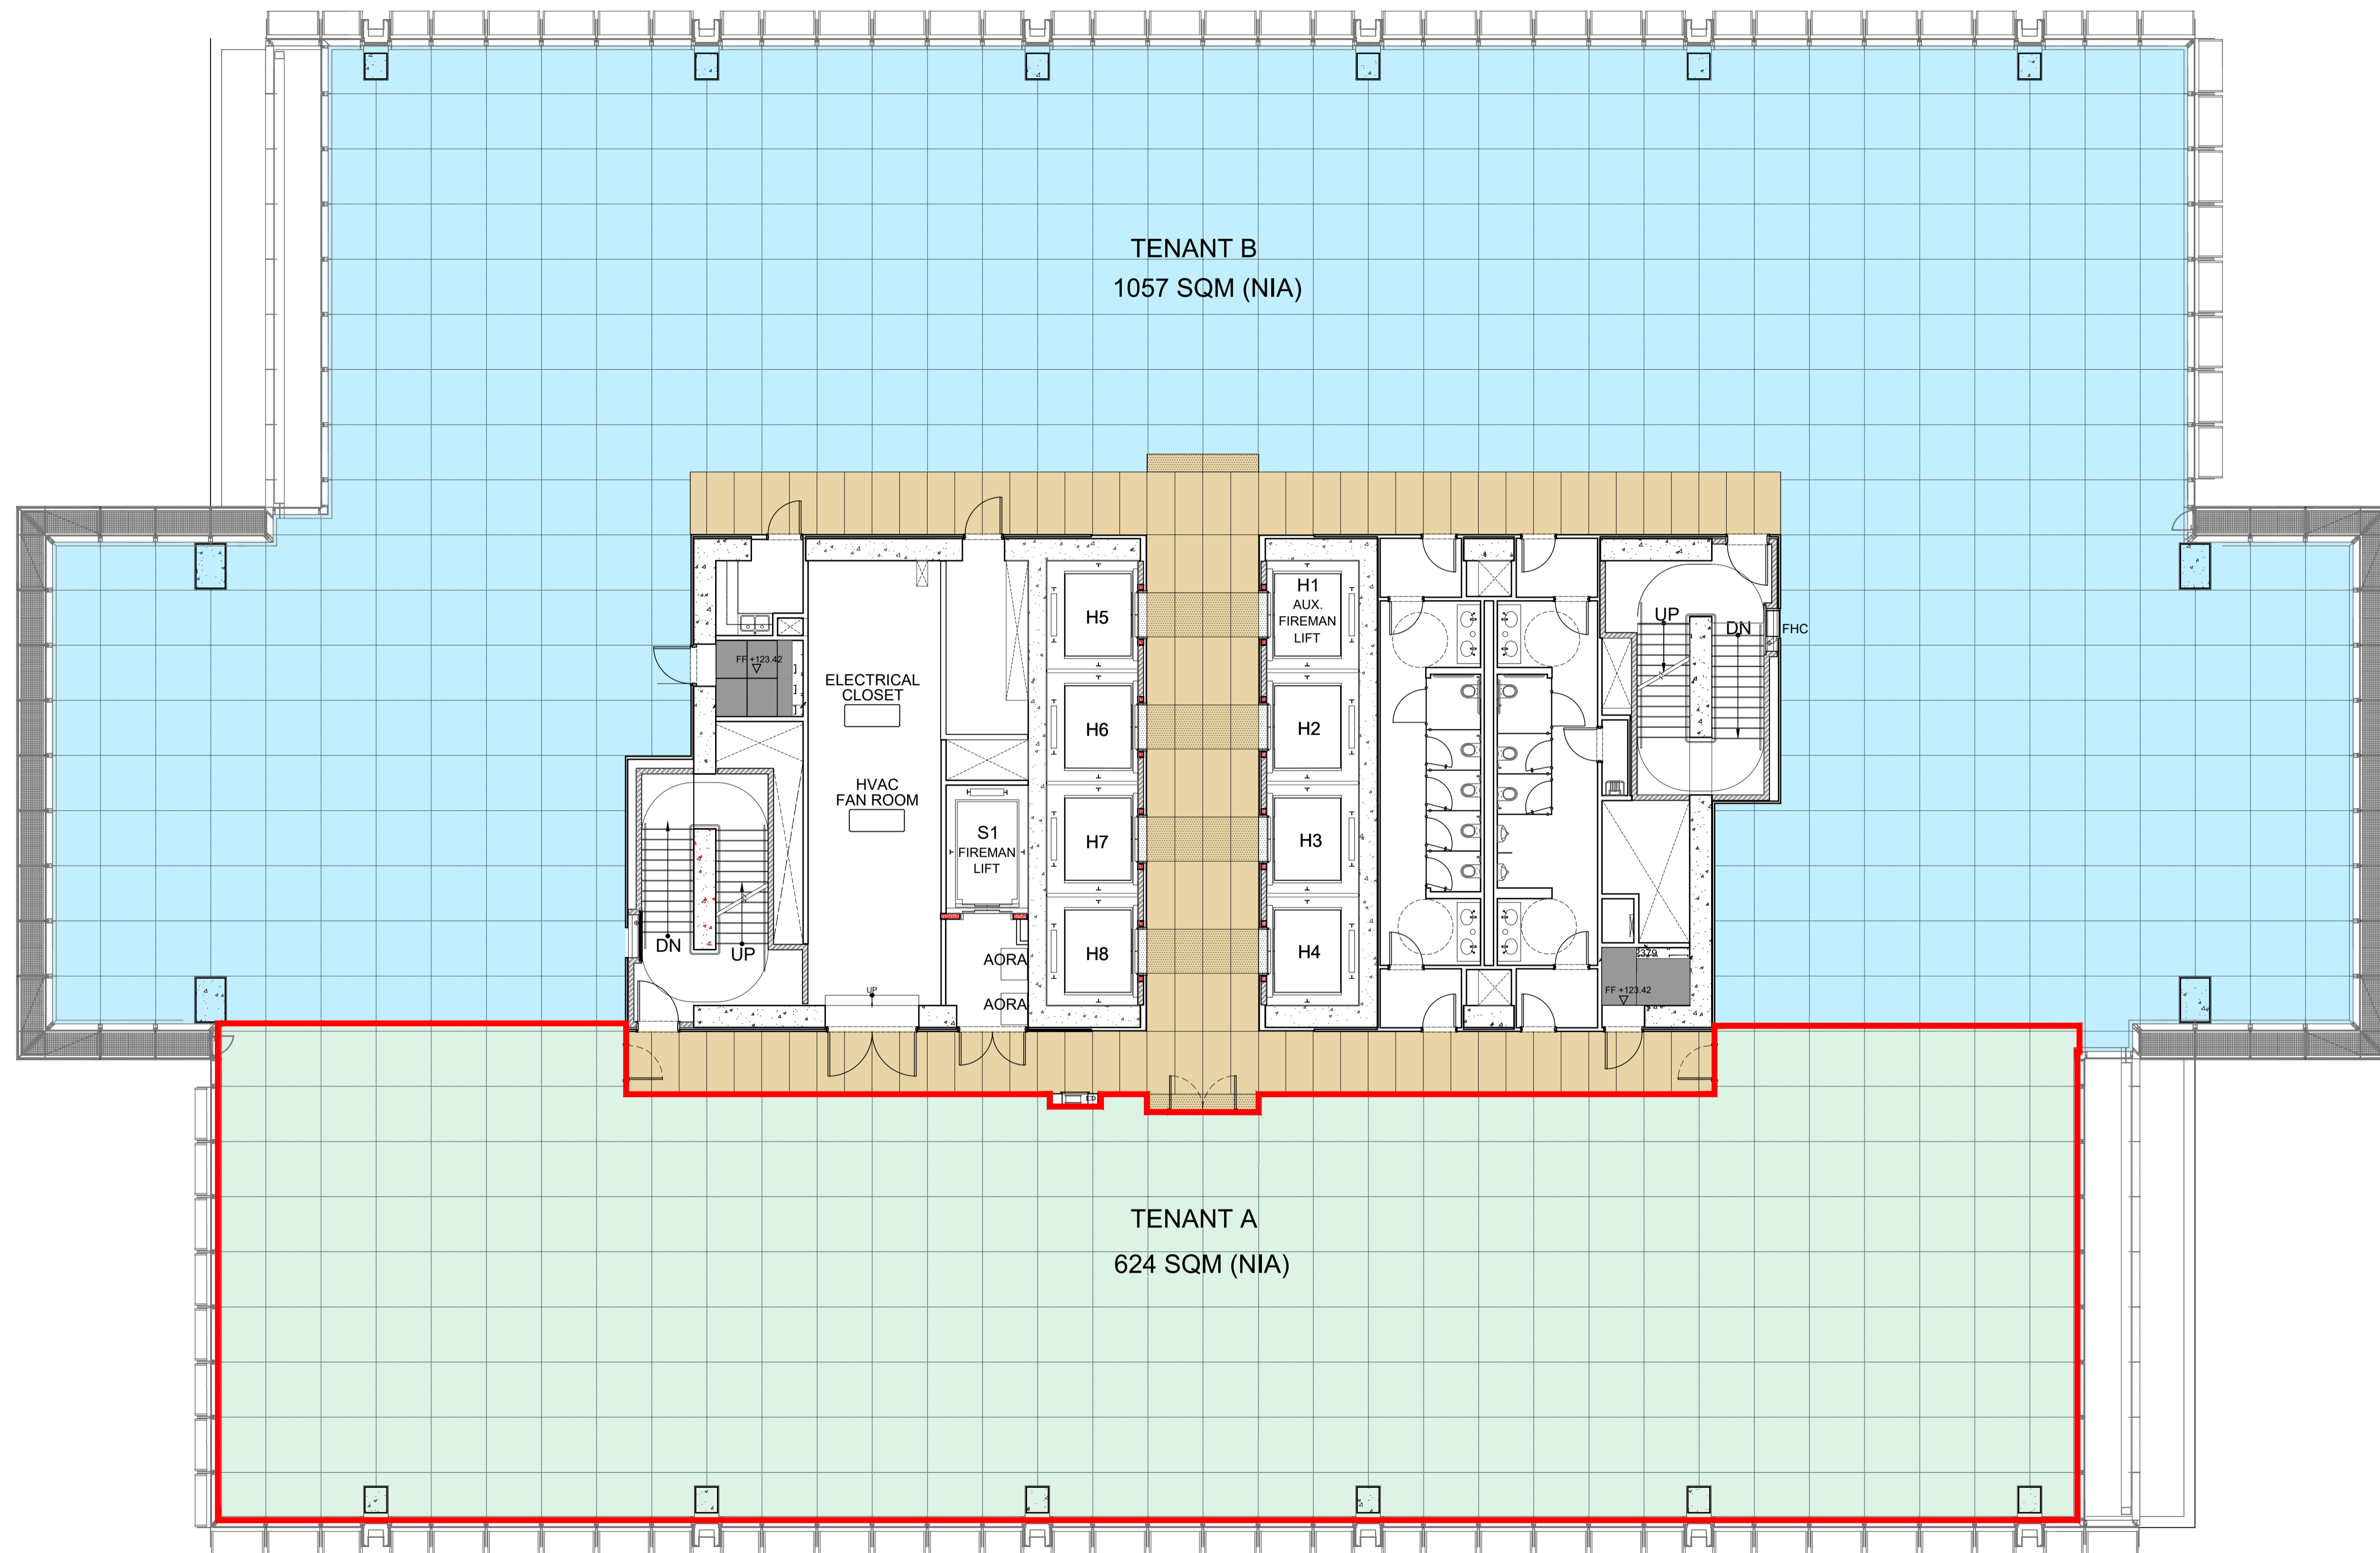 TENANT B
1057 SQM (NIA)
H5
H1
AUX.
FIREMAN
LIFT
UP
DN
FHC
FF +123.42
ELECTRICAL
CLOSET
H6
H2
HVAC
FAN ROOM
S1
FIREMAN
LIFT
H7
H3
DN
UP
AORA
H8
H4
2379
UP
FF +123.42
AORA
TENANT A
624 SQM (NIA)